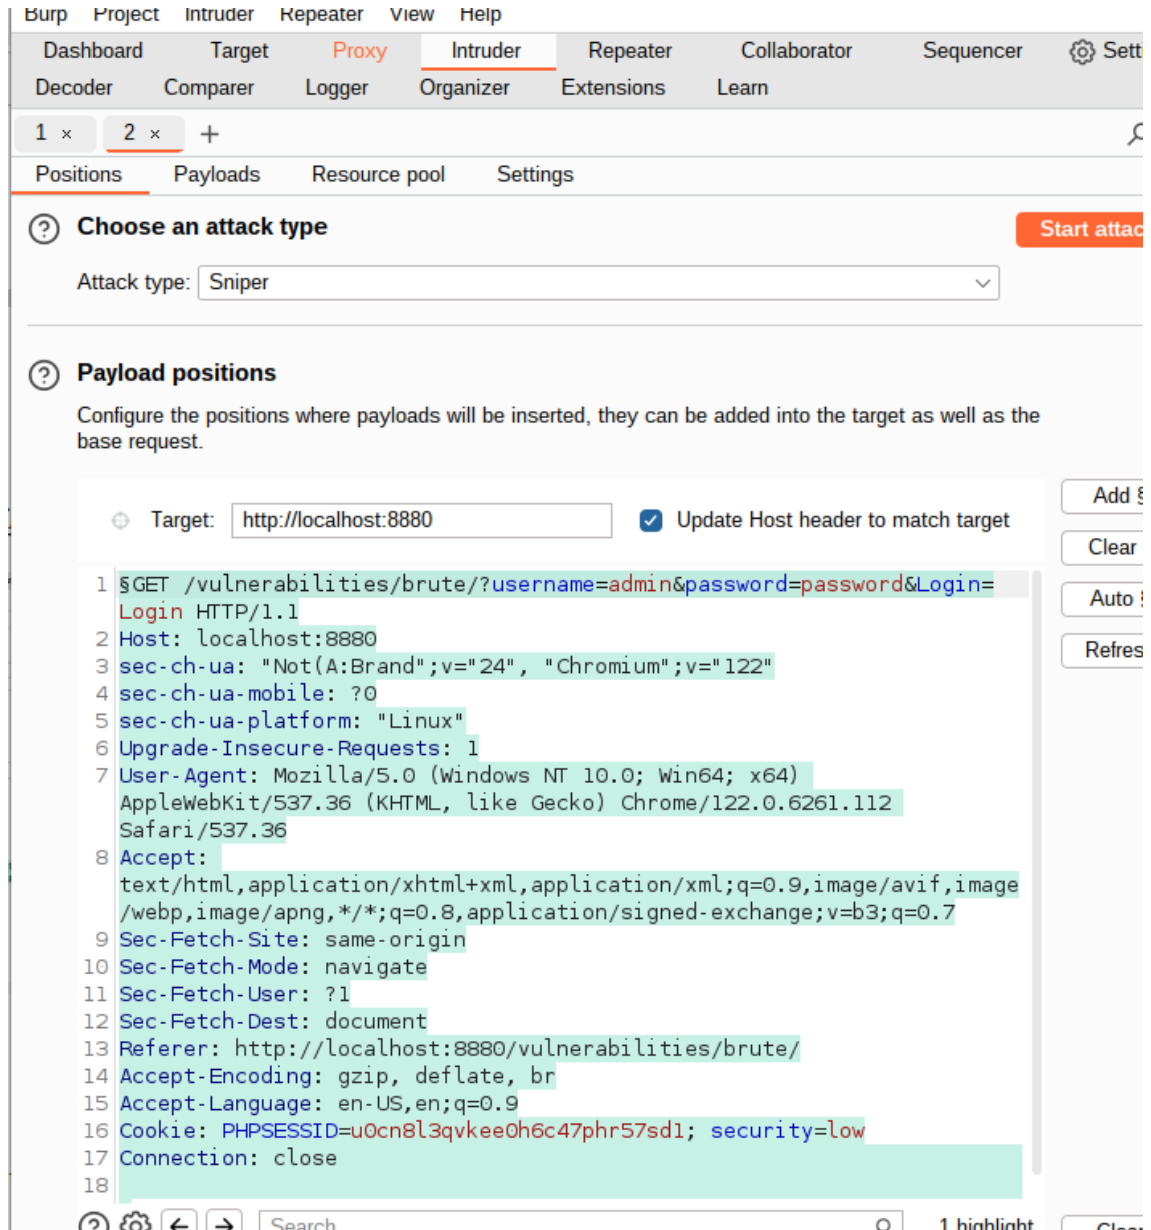 Burp Project Intruder Repeater View Help
Dashboard Target Proxy Intruder Repeater Collaborator Sequencer Setti
Decoder Comparer Logger Organizer Extensions Learn
1 × 2 × +
Positions Payloads Resource pool Settings
Choose an attack type
Start attac
Attack type: Sniper
Payload positions
Configure the positions where payloads will be inserted, they can be added into the target as well as the
base request.
Add §
Target: http://localhost:8880 Update Host header to match target
Clear
1 §GET /vulnerabilities/brute/?username=admin&password=password&Login=
Auto §
Login HTTP/1.1
2 Host: localhost:8880
Refres
3 sec-ch-ua: "Not(A:Brand";v="24", "Chromium";v="122"
4 sec-ch-ua-mobile: ?0
5 sec-ch-ua-platform: "Linux"
6 Upgrade-Insecure-Requests: 1
7 User-Agent: Mozilla/5.0 (Windows NT 10.0; Win64; x64)
AppleWebKit/537.36 (KHTML, like Gecko) Chrome/122.0.6261.112
Safari/537.36
8 Accept:
text/html,application/xhtml+xml,application/xml;q=0.9,image/avif,image
/webp,image/apng,*/*;q=0.8,application/signed-exchange;v=b3;q=0.7
9 Sec-Fetch-Site: same-origin
10 Sec-Fetch-Mode: navigate
11 Sec-Fetch-User: ?1
12 Sec-Fetch-Dest: document
13 Referer: http://localhost:8880/vulnerabilities/brute/
14 Accept-Encoding: gzip, deflate, br
15 Accept-Language: en-US,en;q=0.9
16 Cookie: PHPSESSID=u0cn8l3qvkee0h6c47phr57sd1; security=low
17 Connection: close
18
Search 1 highlight Clear